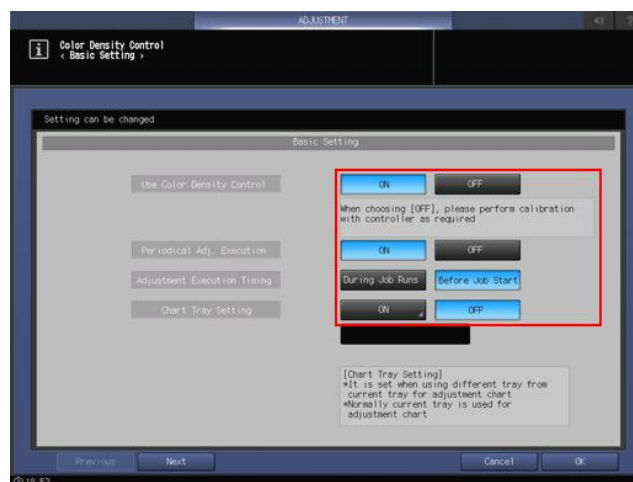 ADJUSTMENT
Color Density Control
< Basic Setting >
Setting can be changed
Basic Setting
Use Color Density Control
ON
OFF
When choosing [OFF], please perform calibration
with controller as required
Periodical Adj. Execution
ON
OFF
Adjustment Execution Timing
During Job Runs
Before Job Start
Chart Tray Setting
ON
OFF
[Chart Tray Setting]
*It is set when using different tray from
current tray for adjustment chart
*Normally current tray is used for
adjustment chart
Previous
Next
Cancel
OK